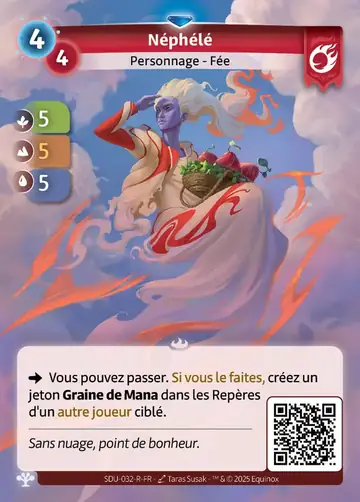 4
4
Néphélé
Personnage - Fée
5
5
5
➔ Vous pouvez passer. Si vous le faites, créez un
jeton Graine de Mana dans les Repères
d'un autre joueur ciblé.
Sans nuage, point de bonheur.
SDU-032-R-FR - Taras Susak - ™ & © 2025 Equinox